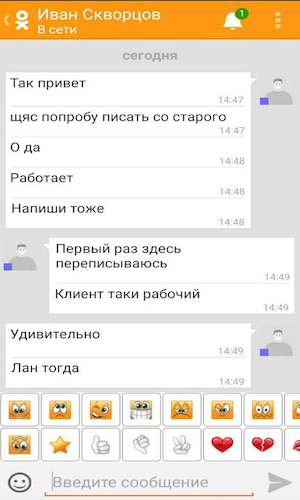 Иван Скворцов
1
В сети
сегодня
Так привет
14:47
щяс попробу писать со старого
14:47
О да
14:48
Работает
14:48
Напиши тоже
14:48
Первый раз здесь
переписываюсь
14:49
Клиент таки рабочий
14:49
Удивительно
14:49
Лан тогда
14:49
Введите сообщение